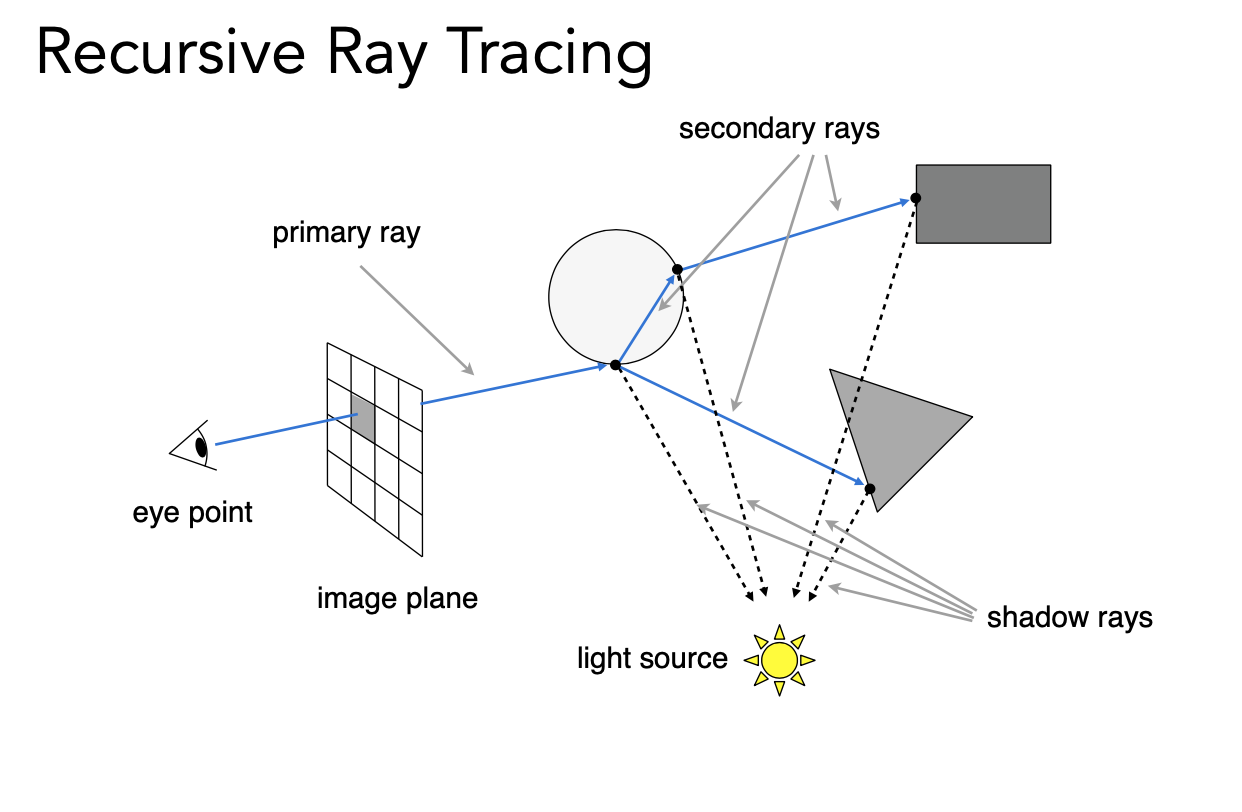 Recursive Ray Tracing
secondary rays
primary ray
eye point
image plane
shadow rays
light source